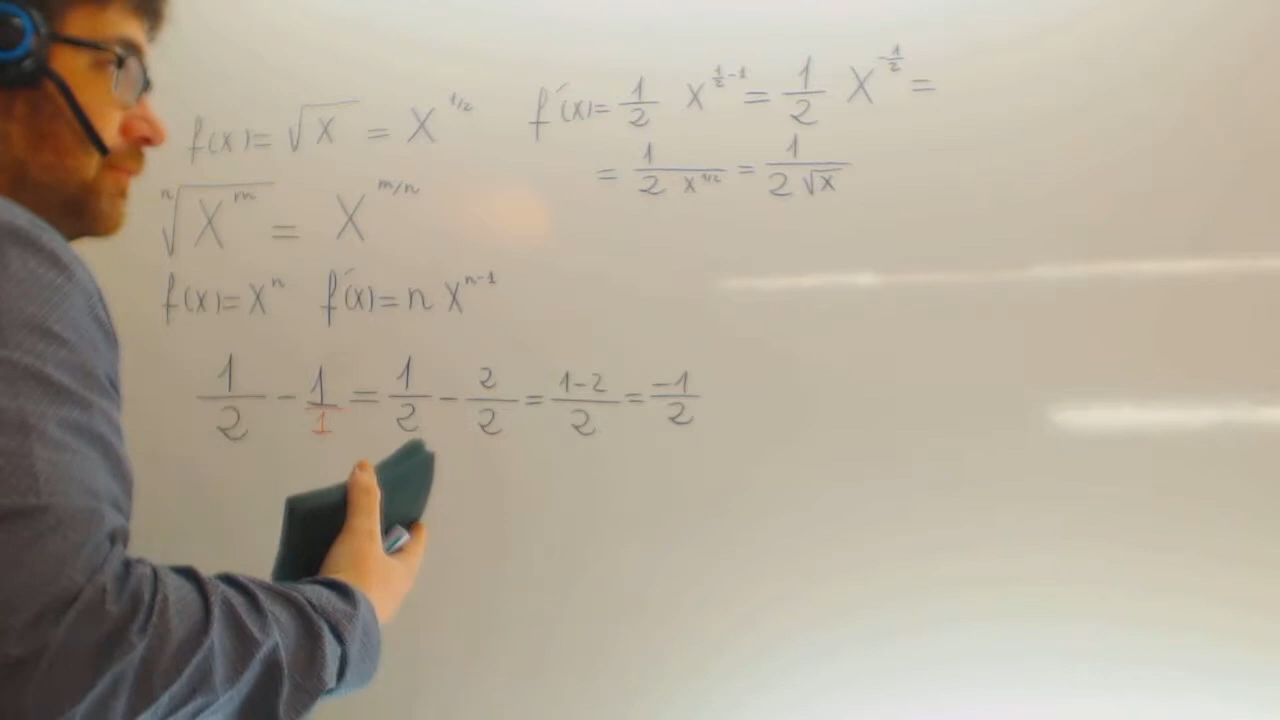 f(x)=√x = x^1/2 f´(x)= 1/2 x^(1/2-1) = 1/2 x^(-1/2) =
= 1/(2 x^1/2) = 1/(2√x)
ⁿ√(x^m) = x^m/n
f(x)=x^n f´(x)= n x^(n-1)
1/2 - 1/1 = 1/2 - 2/2 = (1-2)/2 = -1/2